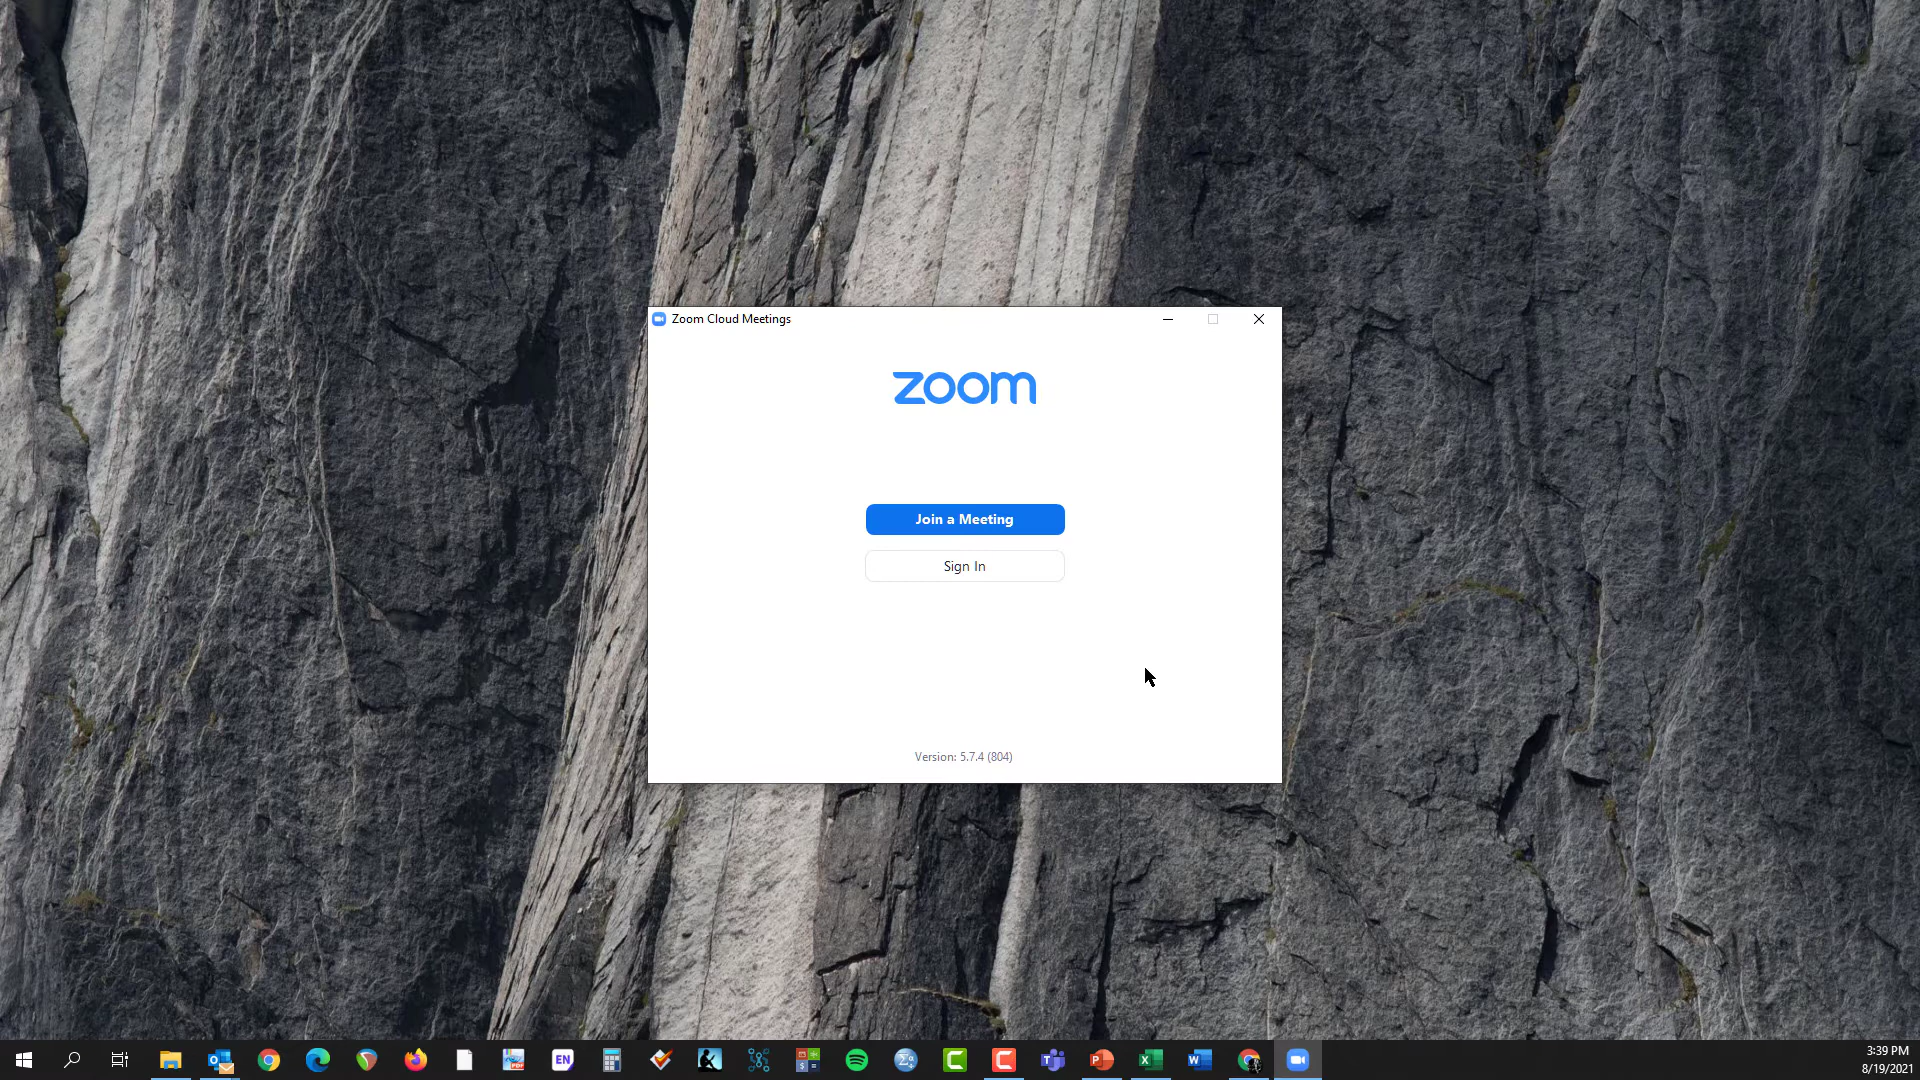 Zoom Cloud Meetings
zoom
Join a Meeting
Sign In
Version: 5.7.4 (804)
EN
3:39 PM
8/19/2021